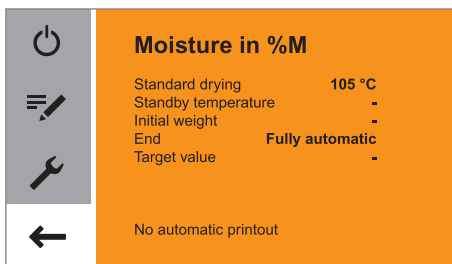 Moisture in %M
Standard drying 105 °C
Standby temperature -
Initial weight -
End Fully automatic
Target value -
No automatic printout